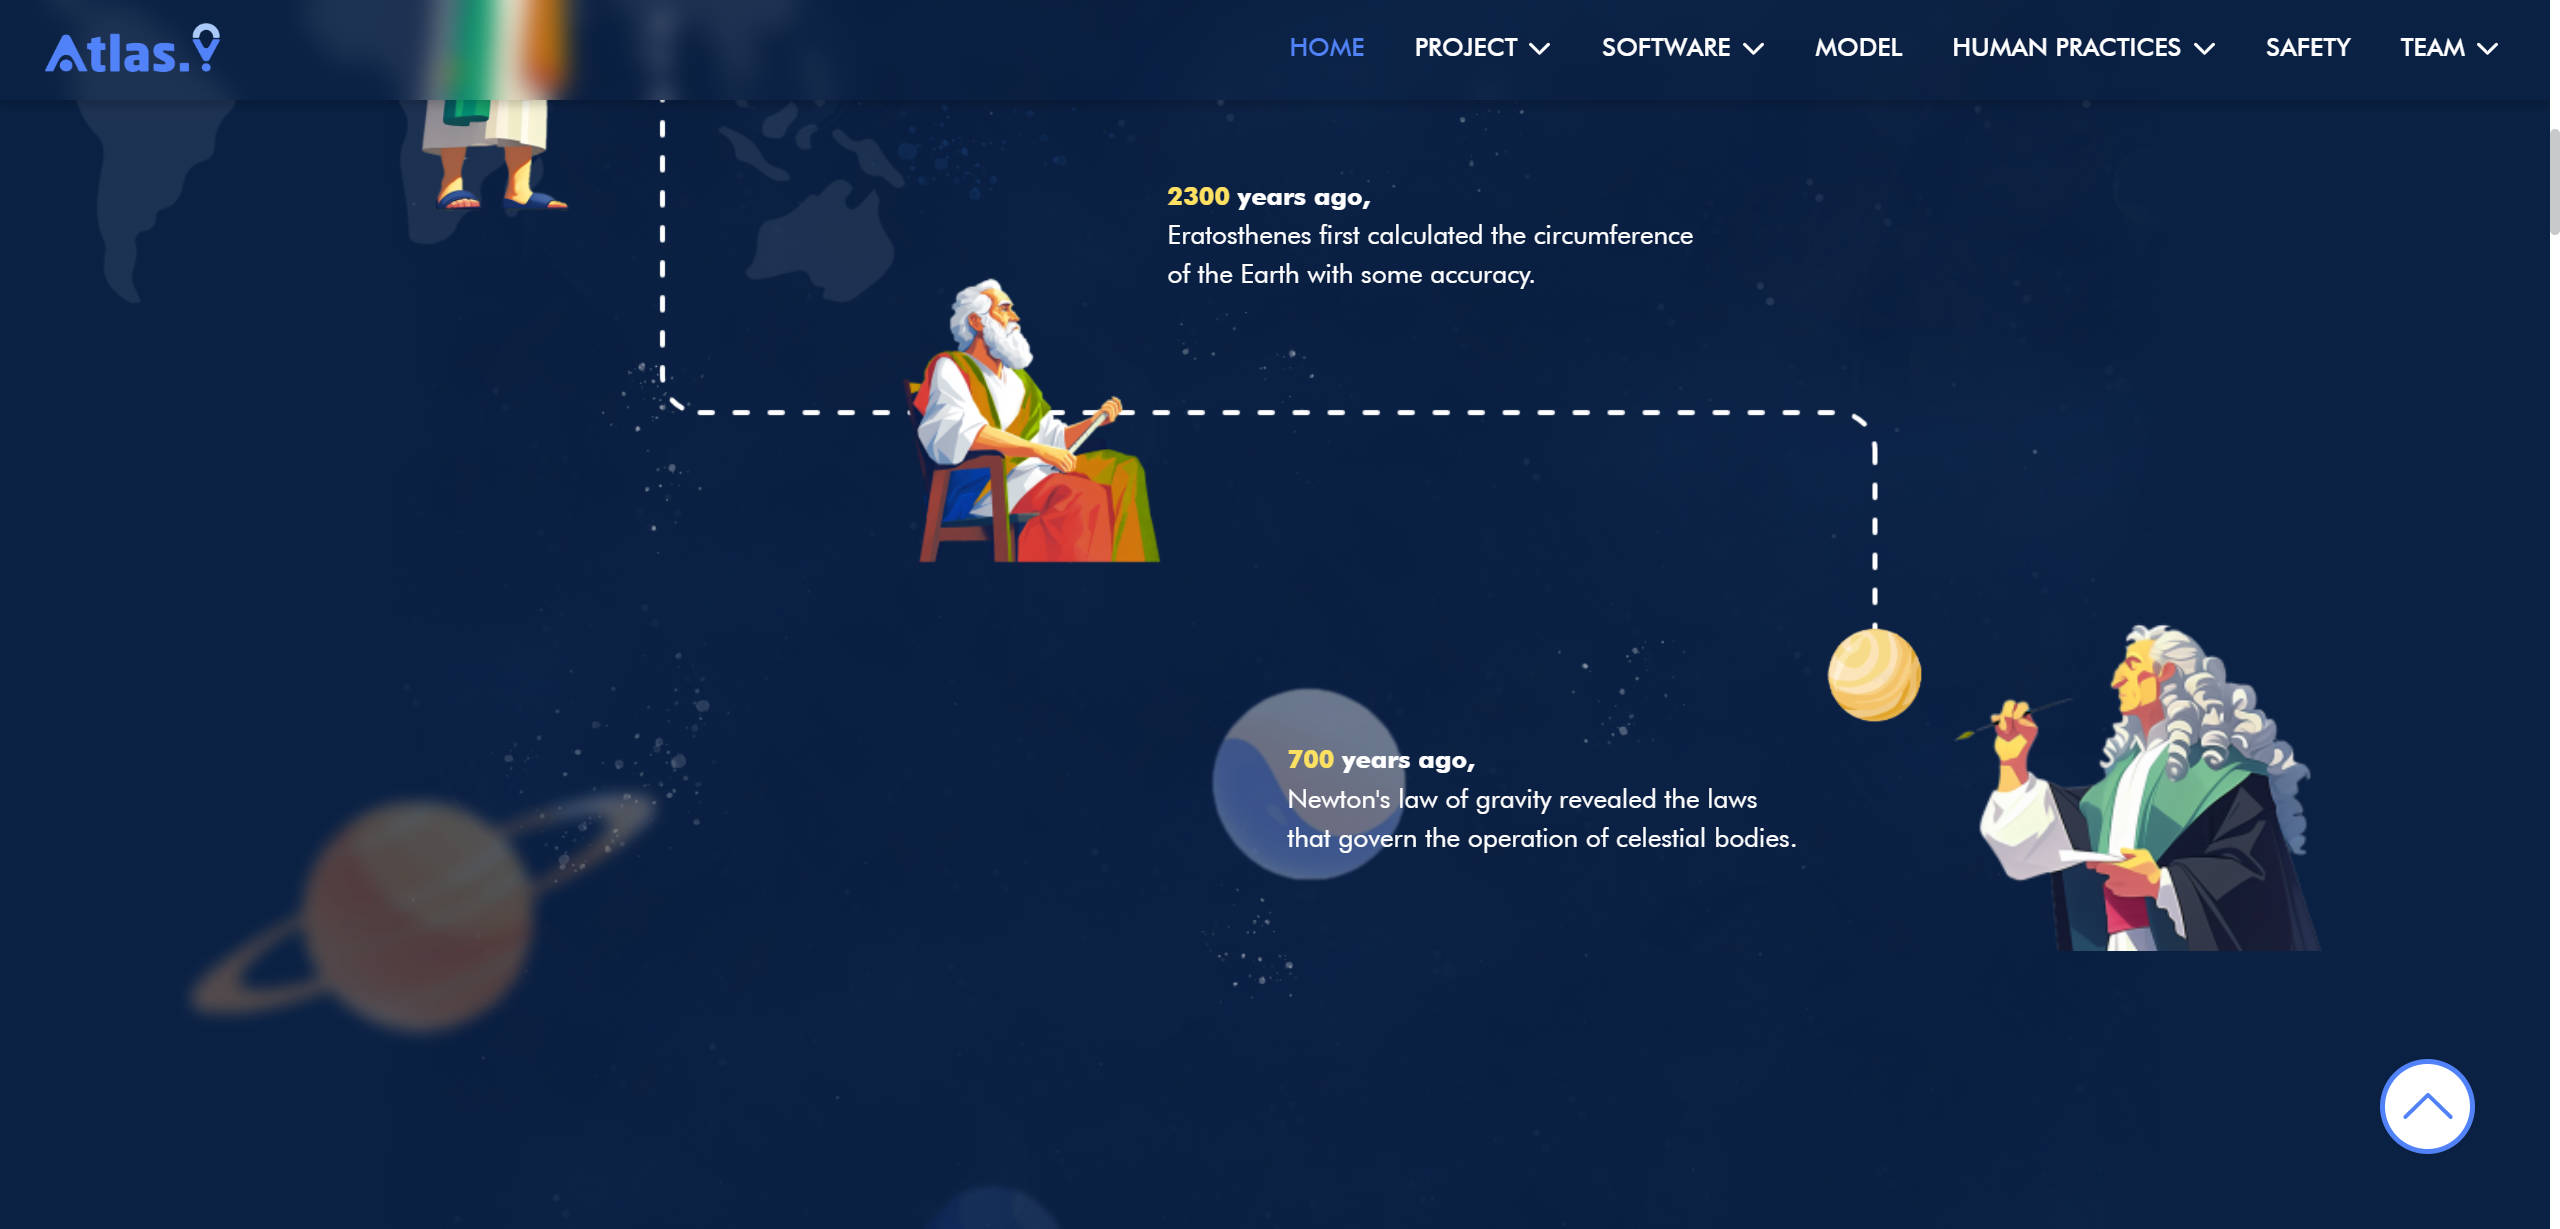 Atlas.
HOME PROJECT SOFTWARE MODEL HUMAN PRACTICES SAFETY TEAM
2300 years ago,
Eratosthenes first calculated the circumference
of the Earth with some accuracy.
700 years ago,
Newton's law of gravity revealed the laws
that govern the operation of celestial bodies.